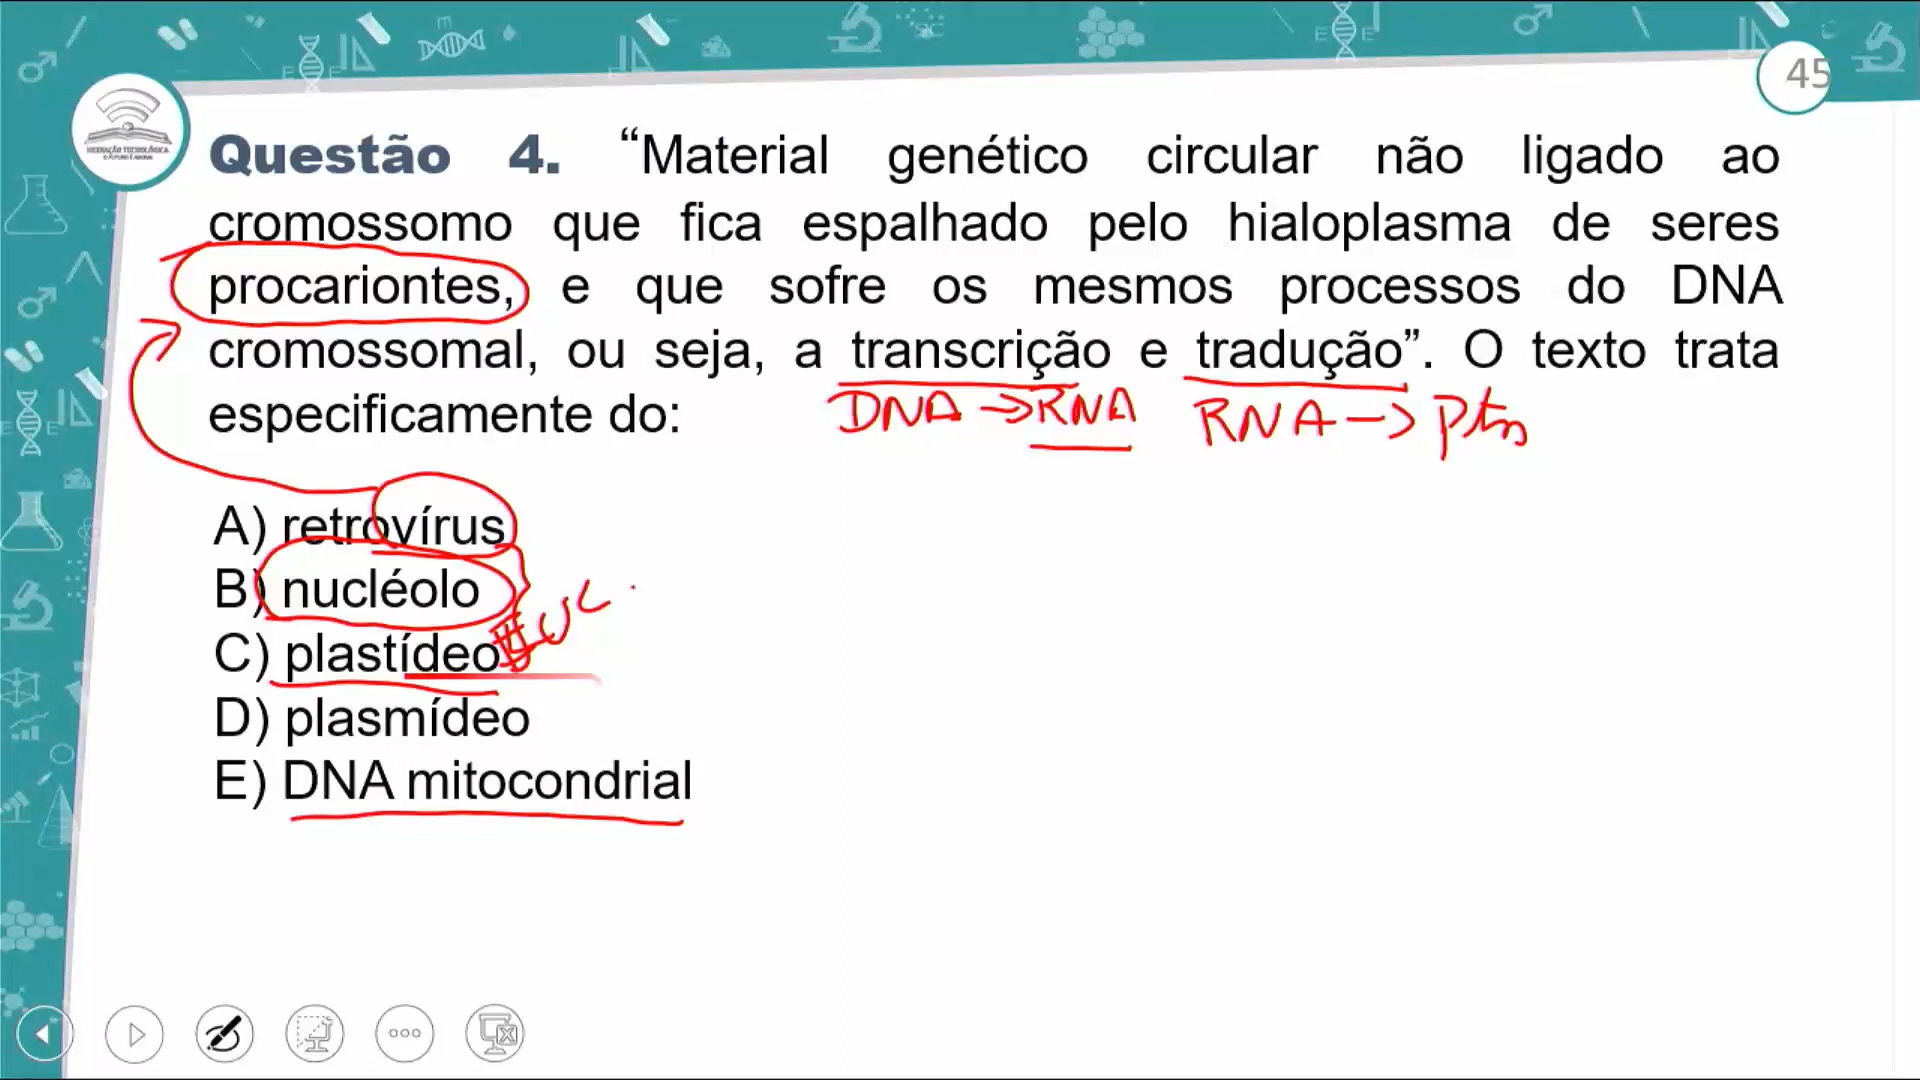 45
Questão 4. “Material genético circular não ligado ao
cromossomo que fica espalhado pelo hialoplasma de seres
procariontes, e que sofre os mesmos processos do DNA
cromossomal, ou seja, a transcrição e tradução”. O texto trata
especificamente do:
DNA → RNA RNA → Ptn
A) retrovírus
B) nucléolo
C) plastídeo
D) plasmídeo
E) DNA mitocondrial